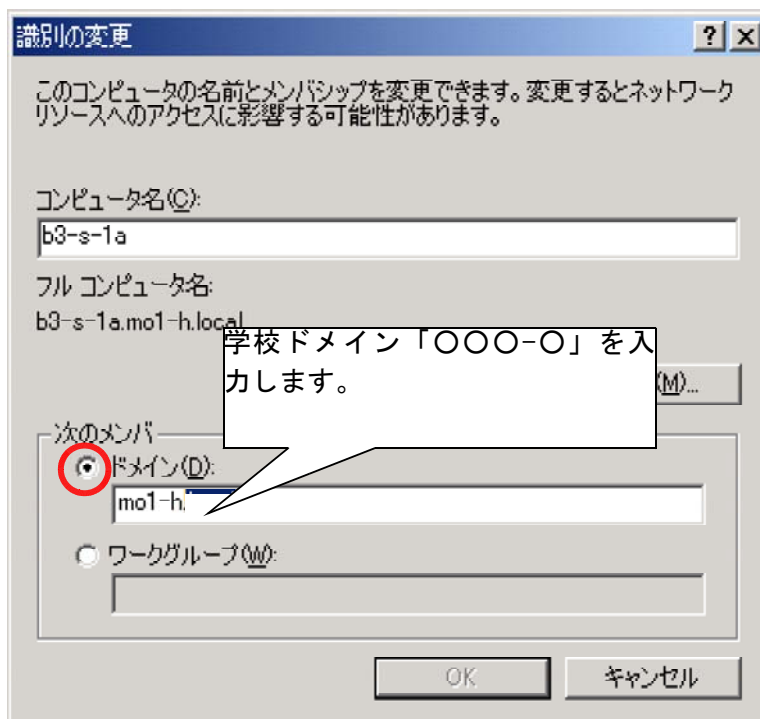 識別の変更
このコンピュータの名前とメンバシップを変更できます。変更するとネットワーク
リソースへのアクセスに影響する可能性があります。
コンピュータ名(C):
b3-s-1a
フル コンピュータ名:
b3-s-1a.mo1-h.local
学校ドメイン「〇〇〇-〇」を入
力します。
(M)...
次のメンバ
ドメイン(D):
mo1-h.
ワークグループ(W):
OK
キャンセル